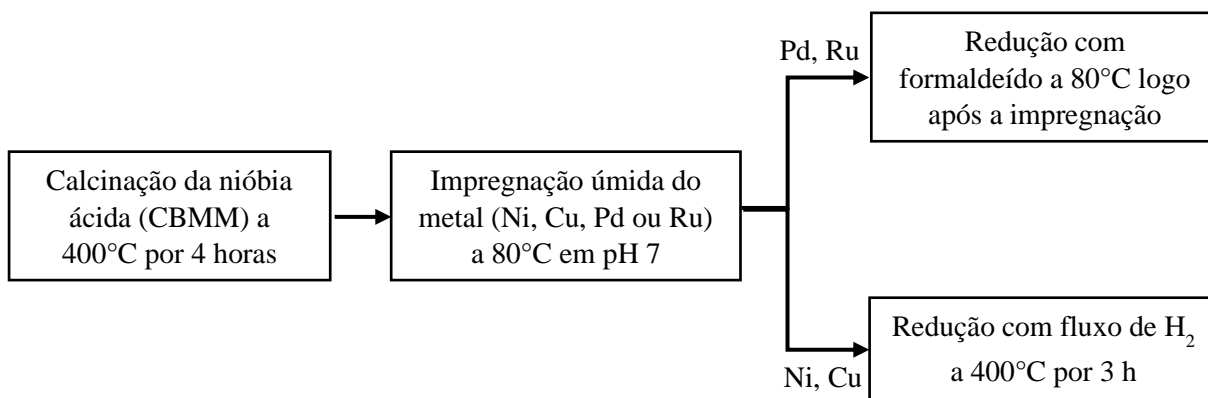 Calcinação da nióbia
ácida (CBMM) a
400°C por 4 horas
Impregnação úmida do
metal (Ni, Cu, Pd ou Ru)
a 80°C em pH 7
Pd, Ru
Redução com
formaldeído a 80°C logo
após a impregnação
Ni, Cu
Redução com fluxo de H₂
a 400°C por 3 h